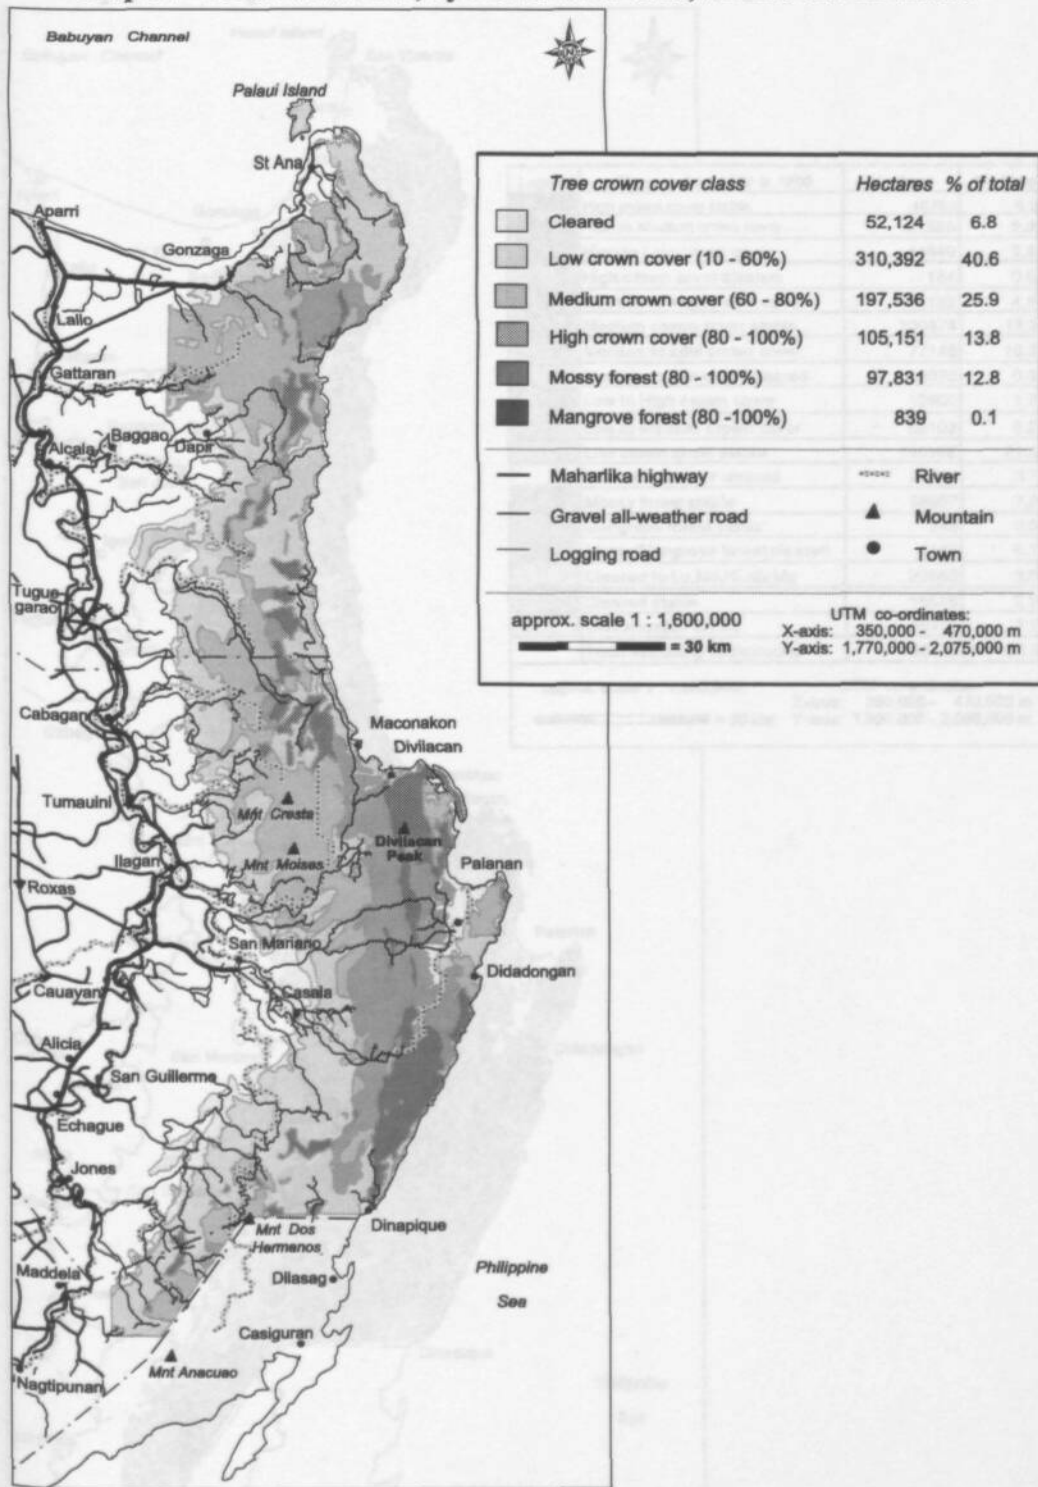 Babuyan Channel
Palaui Island
St Ana
Aparri
Gonzaga
Lallo
Gattaran
Baggao
Dapir
Alcala
Tugue-
garao
Cabagan
Maconakon
Divilacan
Tumauini
Mnt Cresta
Divilacan
Peak
Mnt Moises
Ilagan
Palanan
Roxas
San Mariano
Didadongan
Cauayan
Casala
Alicia
San Guillermo
Echague
Jones
Mnt Dos
Hermanos
Dinapique
Maddela
Dilasag
Philippine
Sea
Casiguran
Mnt Anacuao
Nagtipunan
Tree crown cover class Hectares % of total
Cleared 52,124 6.8
Low crown cover (10 - 60%) 310,392 40.6
Medium crown cover (60 - 80%) 197,536 25.9
High crown cover (80 - 100%) 105,151 13.8
Mossy forest (80 - 100%) 97,831 12.8
Mangrove forest (80 -100%) 839 0.1
Maharlika highway River
Gravel all-weather road Mountain
Logging road Town
approx. scale 1 : 1,600,000
= 30 km
UTM co-ordinates:
X-axis: 350,000 - 470,000 m
Y-axis: 1,770,000 - 2,075,000 m